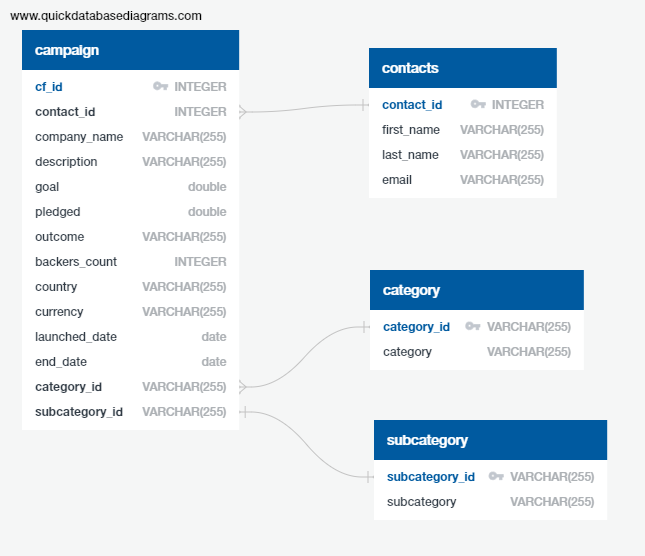 www.quickdatabasediagrams.com
campaign
cf_id INTEGER
contact_id INTEGER
company_name VARCHAR(255)
description VARCHAR(255)
goal double
pledged double
outcome VARCHAR(255)
backers_count INTEGER
country VARCHAR(255)
currency VARCHAR(255)
launched_date date
end_date date
category_id VARCHAR(255)
subcategory_id VARCHAR(255)
contacts
contact_id INTEGER
first_name VARCHAR(255)
last_name VARCHAR(255)
email VARCHAR(255)
category
category_id VARCHAR(255)
category VARCHAR(255)
subcategory
subcategory_id VARCHAR(255)
subcategory VARCHAR(255)